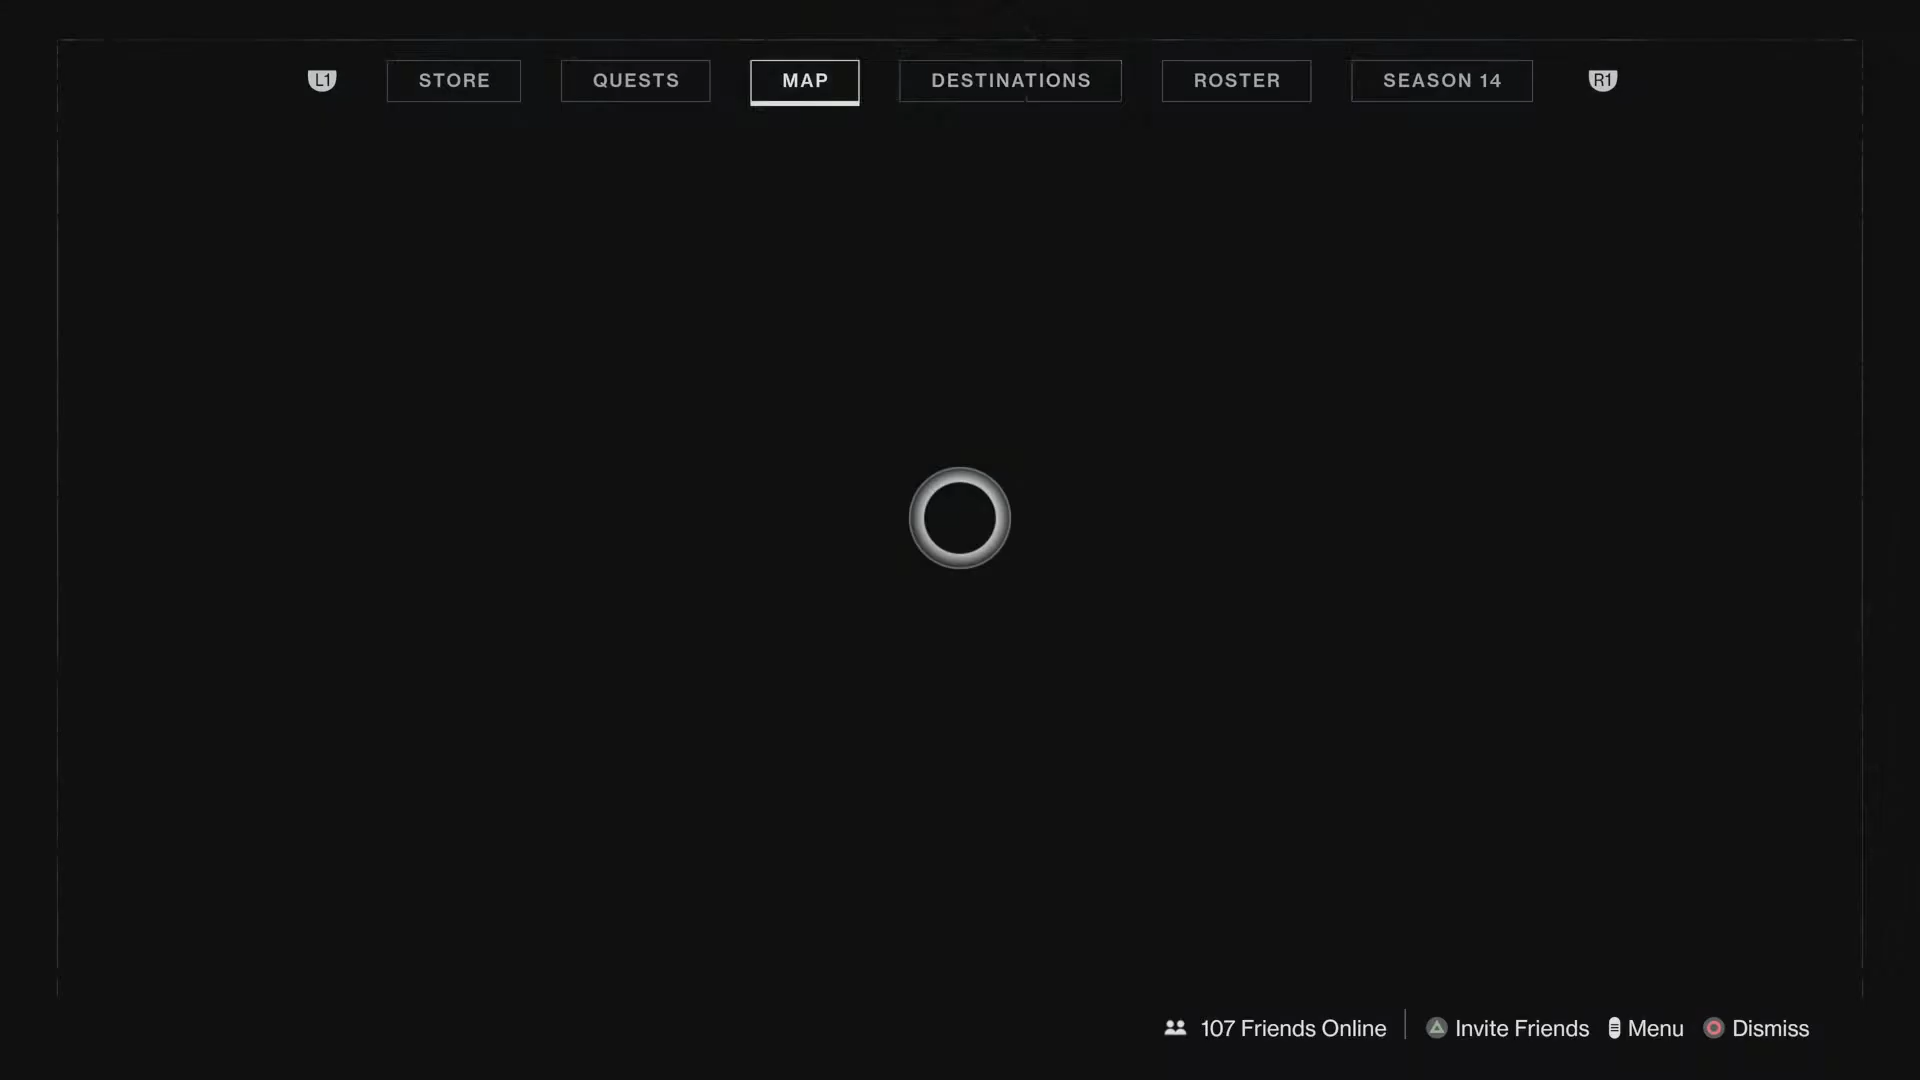 L1 STORE QUESTS MAP DESTINATIONS ROSTER SEASON 14 R1
107 Friends Online Invite Friends Menu Dismiss